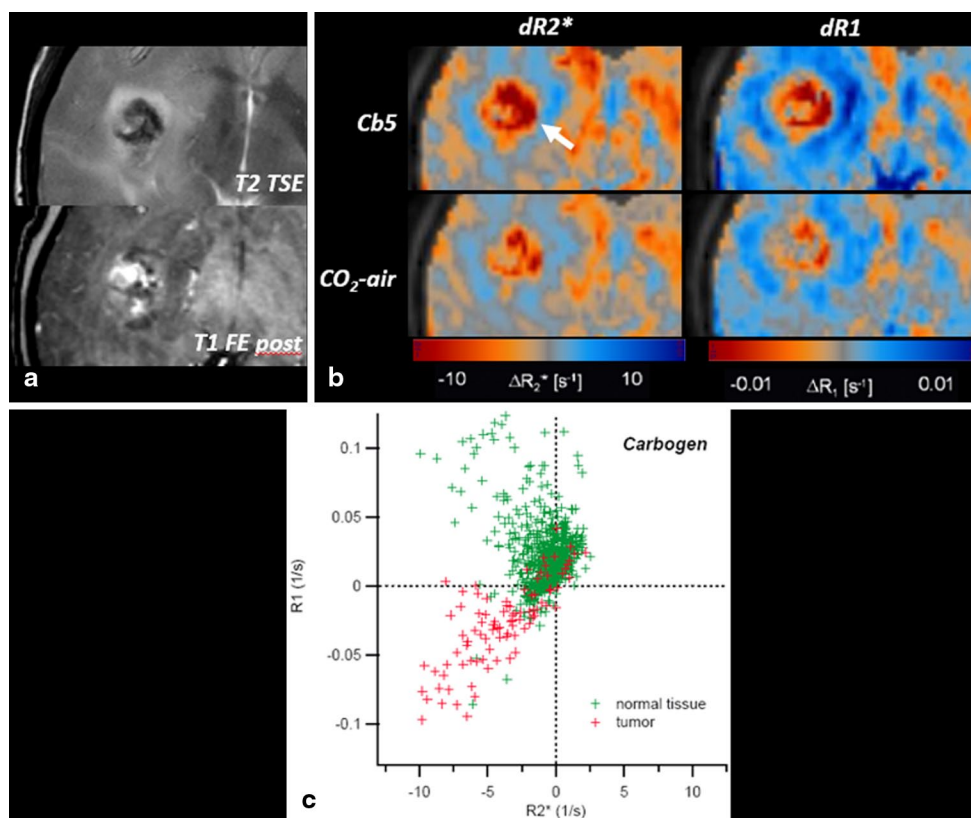 T2 TSE
T1 FE post
a
dR2* dR1
Cb5
CO₂-air
-10 ΔR₂* [s⁻¹] 10 -0.01 ΔR₁ [s⁻¹] 0.01
b
Carbogen
0.1
0.05
0
-0.05
-0.1
R1 (1/s)
normal tissue
tumor
-10 -5 0 5 10
R2* (1/s)
c